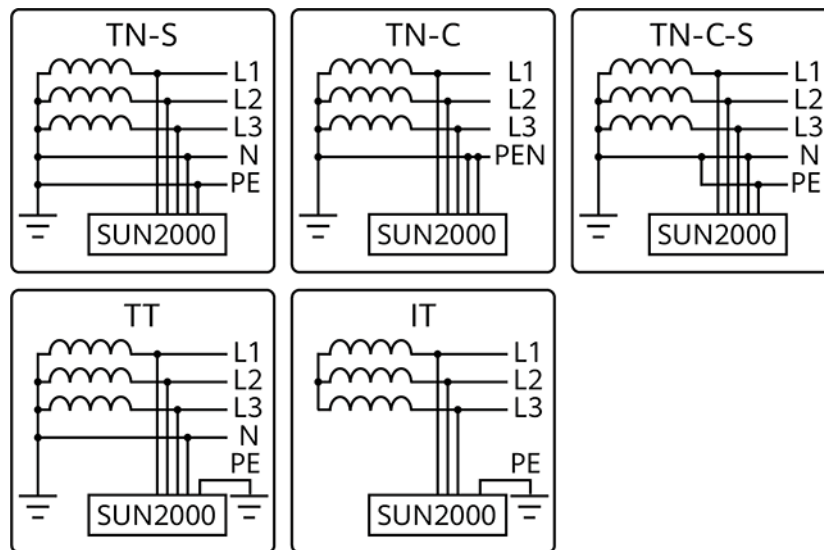 TN-S
L1
L2
L3
N
PE
SUN2000
TN-C
L1
L2
L3
PEN
SUN2000
TN-C-S
L1
L2
L3
N
PE
SUN2000
TT
L1
L2
L3
N
PE
SUN2000
IT
L1
L2
L3
PE
SUN2000